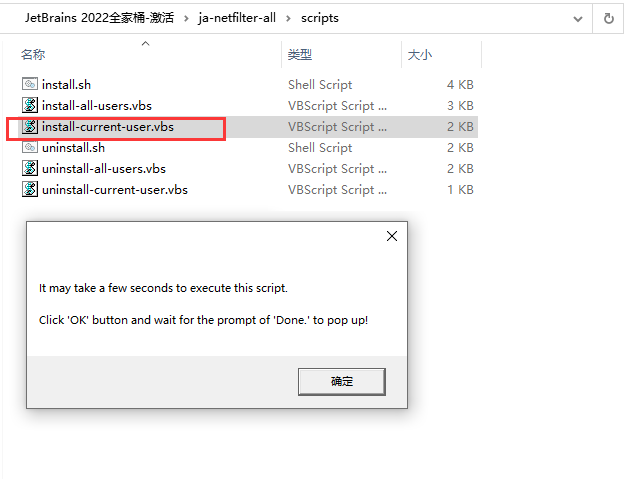 JetBrains 2022全家桶-激活 > ja-netfilter-all > scripts
名称 类型 大小
install.sh Shell Script 4 KB
install-all-users.vbs VBScript Script ... 3 KB
install-current-user.vbs VBScript Script ... 2 KB
uninstall.sh Shell Script 2 KB
uninstall-all-users.vbs VBScript Script ... 2 KB
uninstall-current-user.vbs VBScript Script ... 1 KB
It may take a few seconds to execute this script.
Click 'OK' button and wait for the prompt of 'Done.' to pop up!
确定